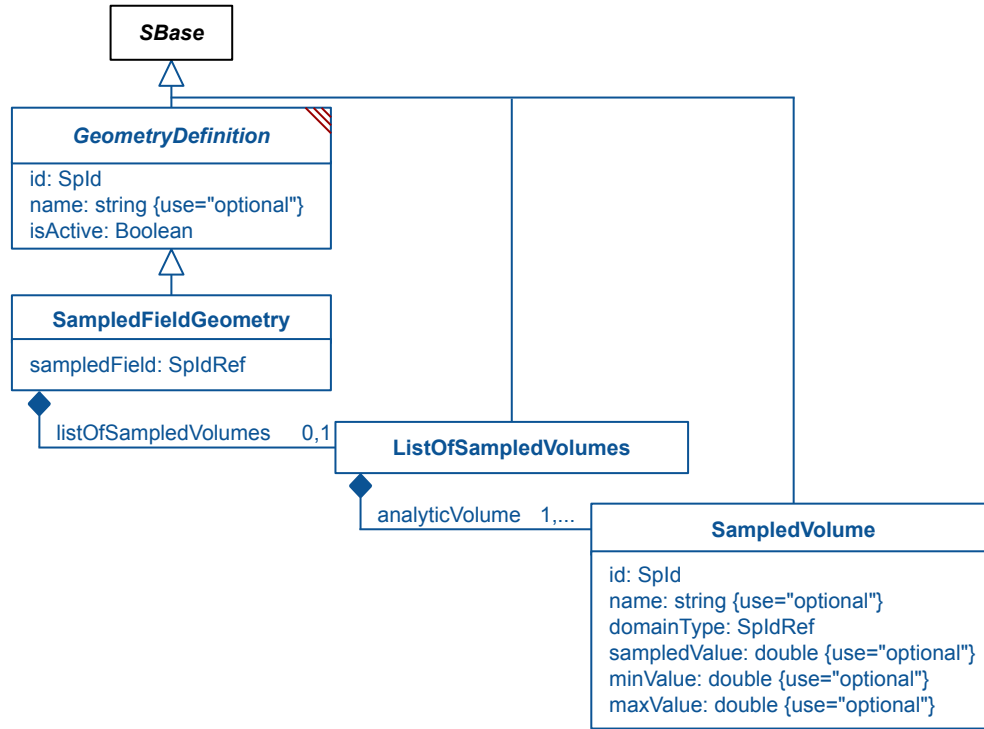 SBase
GeometryDefinition
id: SpId
name: string {use="optional"}
isActive: Boolean
SampledFieldGeometry
sampledField: SpIdRef
listOfSampledVolumes 0,1
ListOfSampledVolumes
analyticVolume 1,...
SampledVolume
id: SpId
name: string {use="optional"}
domainType: SpIdRef
sampledValue: double {use="optional"}
minValue: double {use="optional"}
maxValue: double {use="optional"}